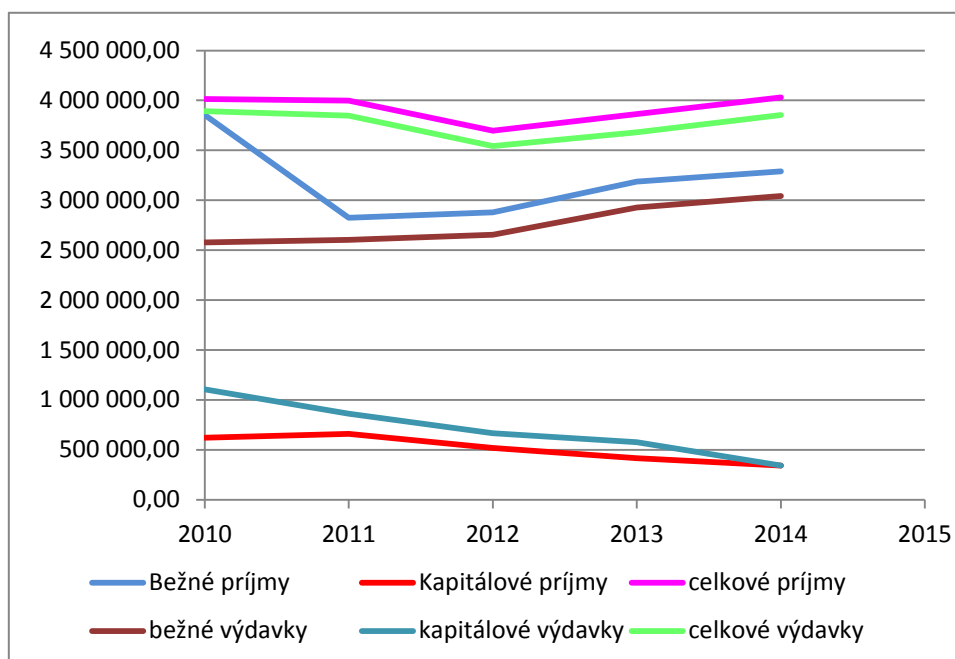 4 500 000,00
4 000 000,00
3 500 000,00
3 000 000,00
2 500 000,00
2 000 000,00
1 500 000,00
1 000 000,00
500 000,00
0,00
2010 2011 2012 2013 2014 2015
Bežné príjmy Kapitálové príjmy celkové príjmy
bežné výdavky kapitálové výdavky celkové výdavky